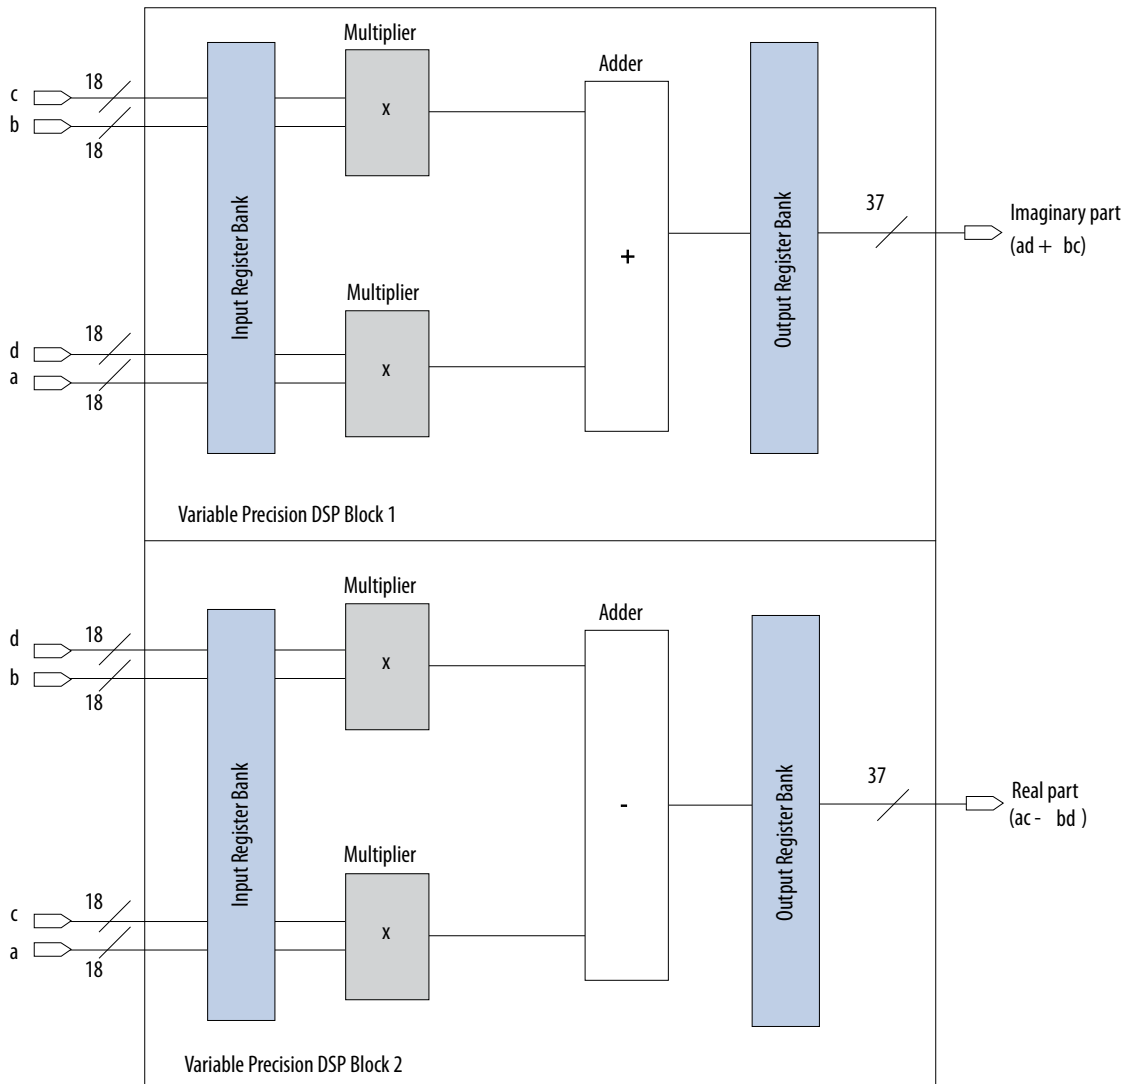 Multiplier
Adder
c
18
b
18
x
Input Register Bank
Output Register Bank
37
Imaginary part
(ad + bc)
+
Multiplier
d
18
a
18
x
Variable Precision DSP Block 1
Multiplier
Adder
d
18
b
18
x
Input Register Bank
Output Register Bank
37
Real part
(ac - bd )
-
Multiplier
c
18
a
18
x
Variable Precision DSP Block 2